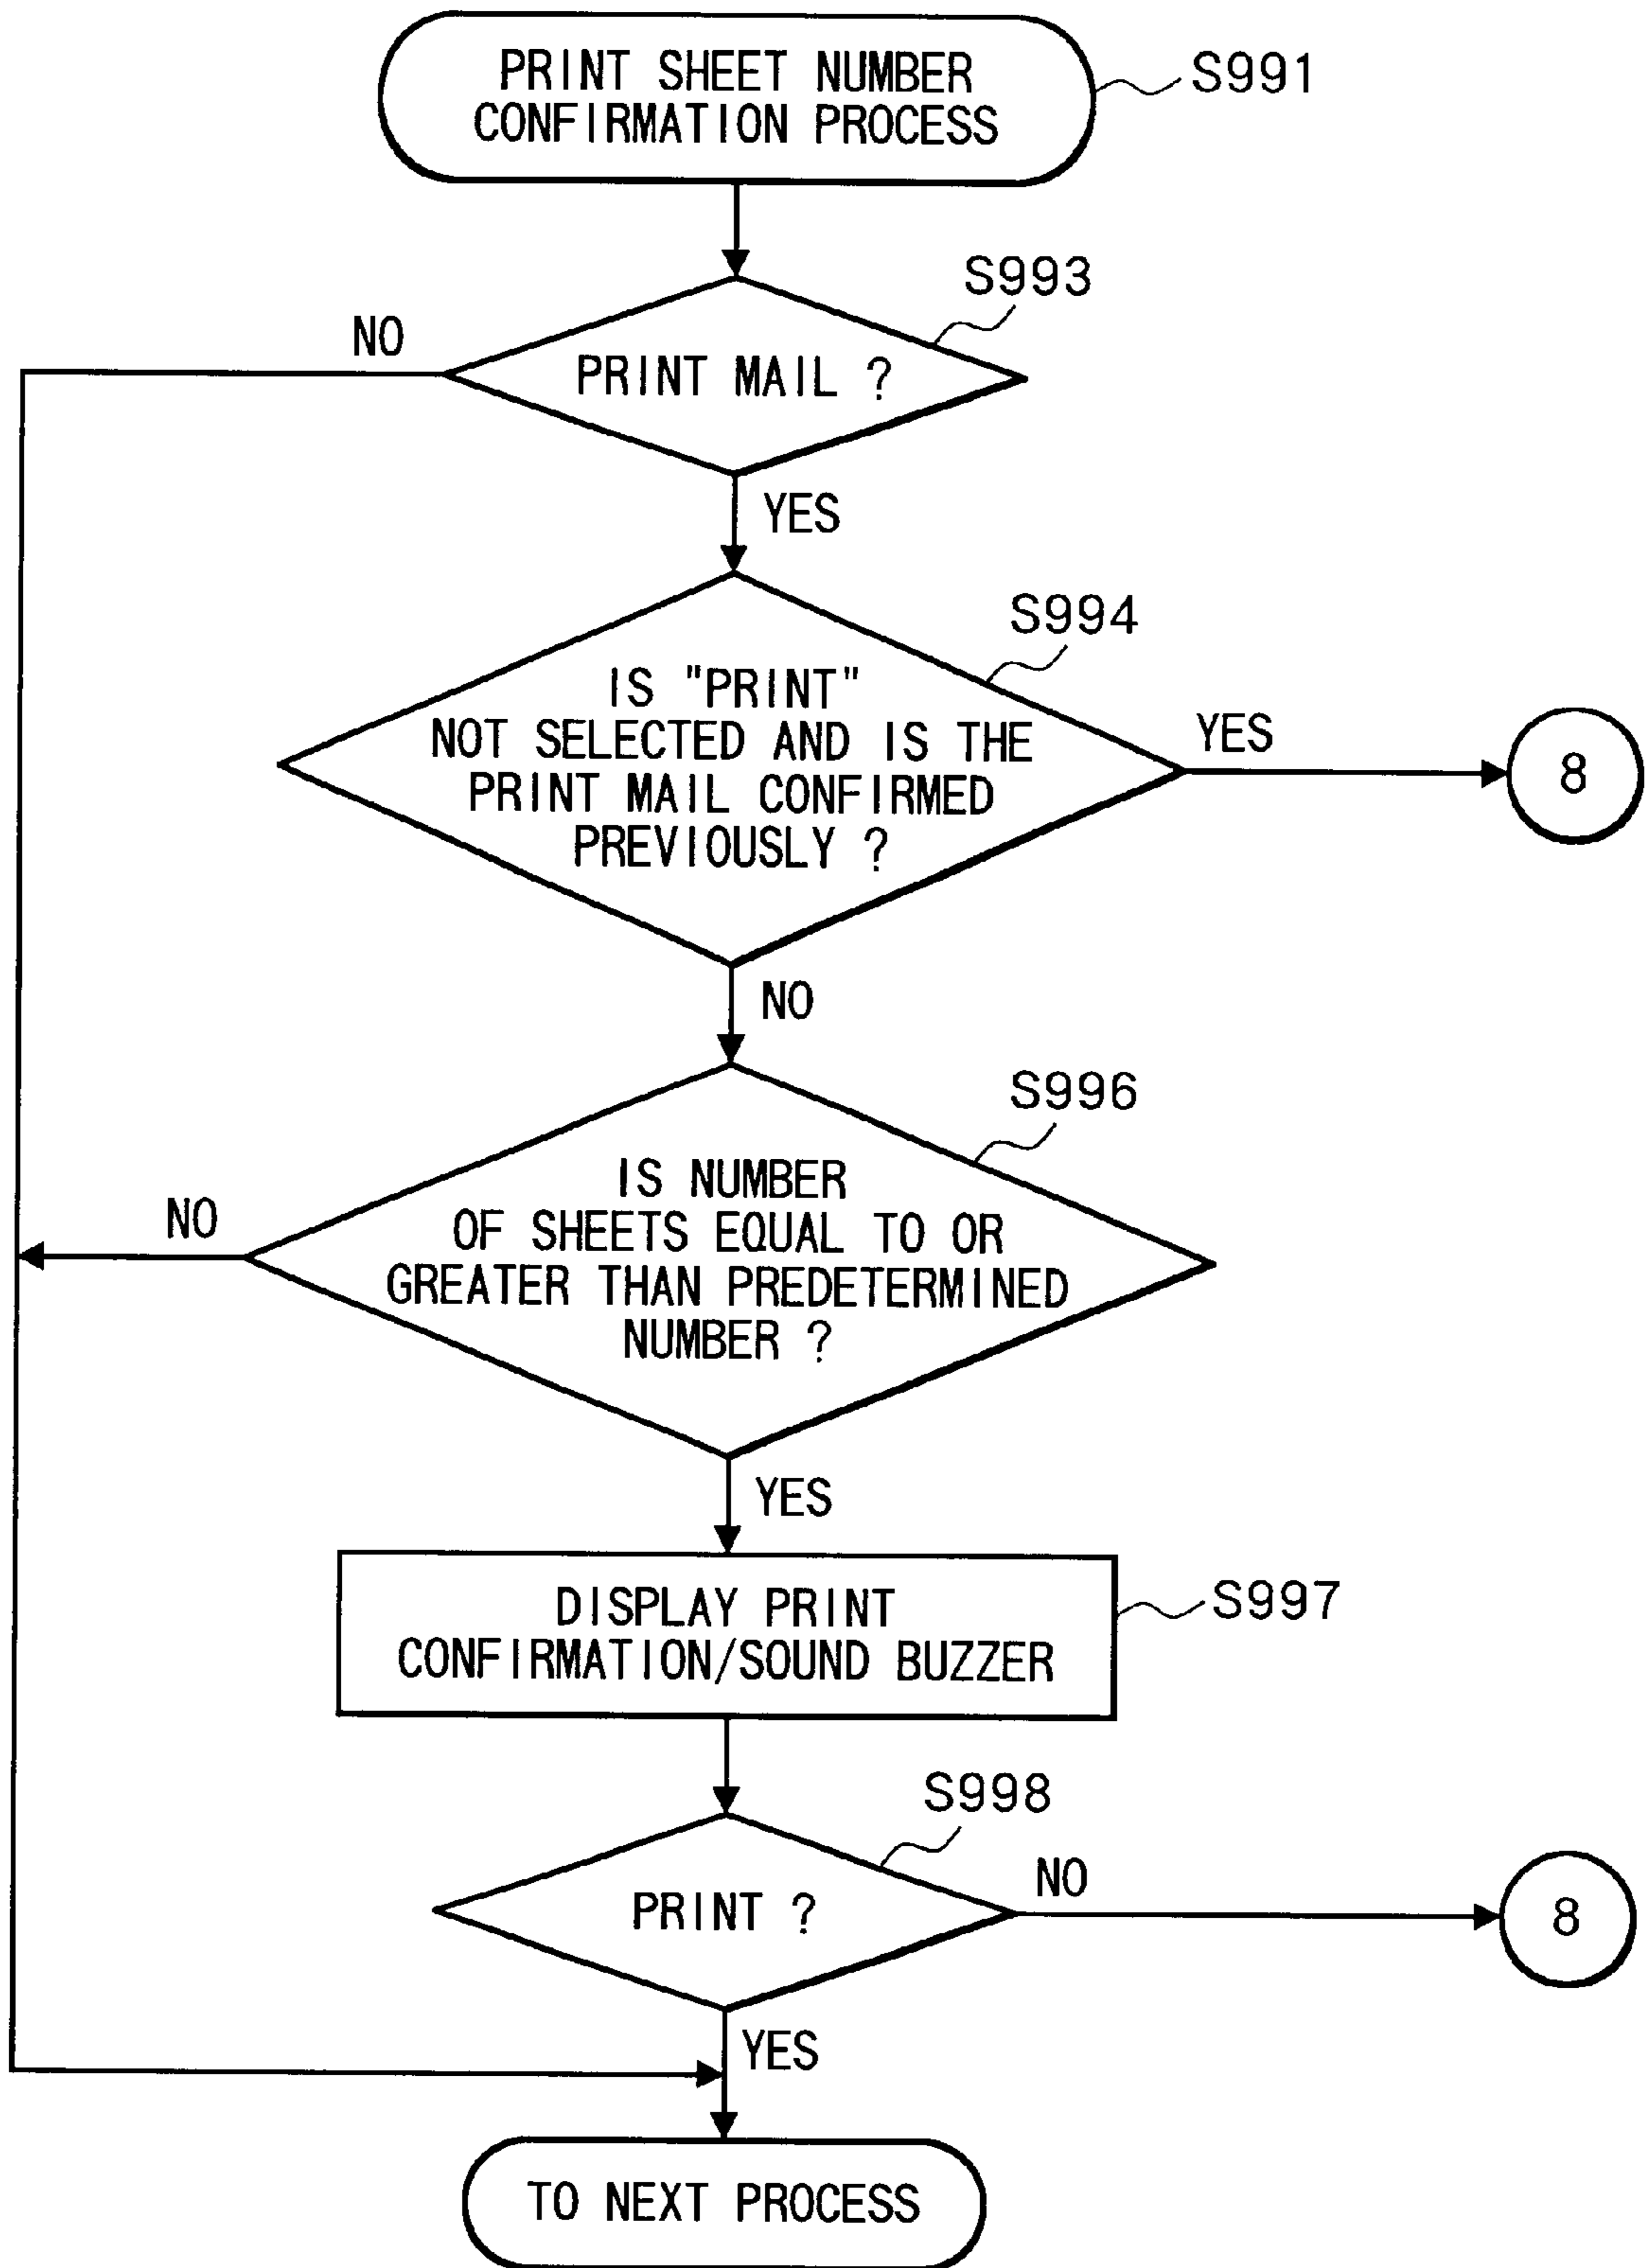 PRINT SHEET NUMBER
CONFIRMATION PROCESS
S991
S993
NO
PRINT MAIL ?
YES
S994
IS "PRINT"
NOT SELECTED AND IS THE
PRINT MAIL CONFIRMED
PREVIOUSLY ?
YES
8
NO
S996
IS NUMBER
OF SHEETS EQUAL TO OR
GREATER THAN PREDETERMINED
NUMBER ?
NO
YES
DISPLAY PRINT
CONFIRMATION/SOUND BUZZER
S997
S998
PRINT ?
NO
8
YES
TO NEXT PROCESS